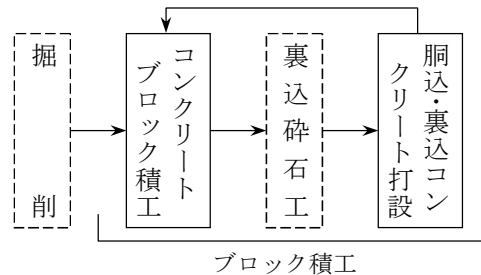 掘削
コンクリート
ブロック積工
裏込砕石工
胴込・裏込コン
クリート打設
ブロック積工